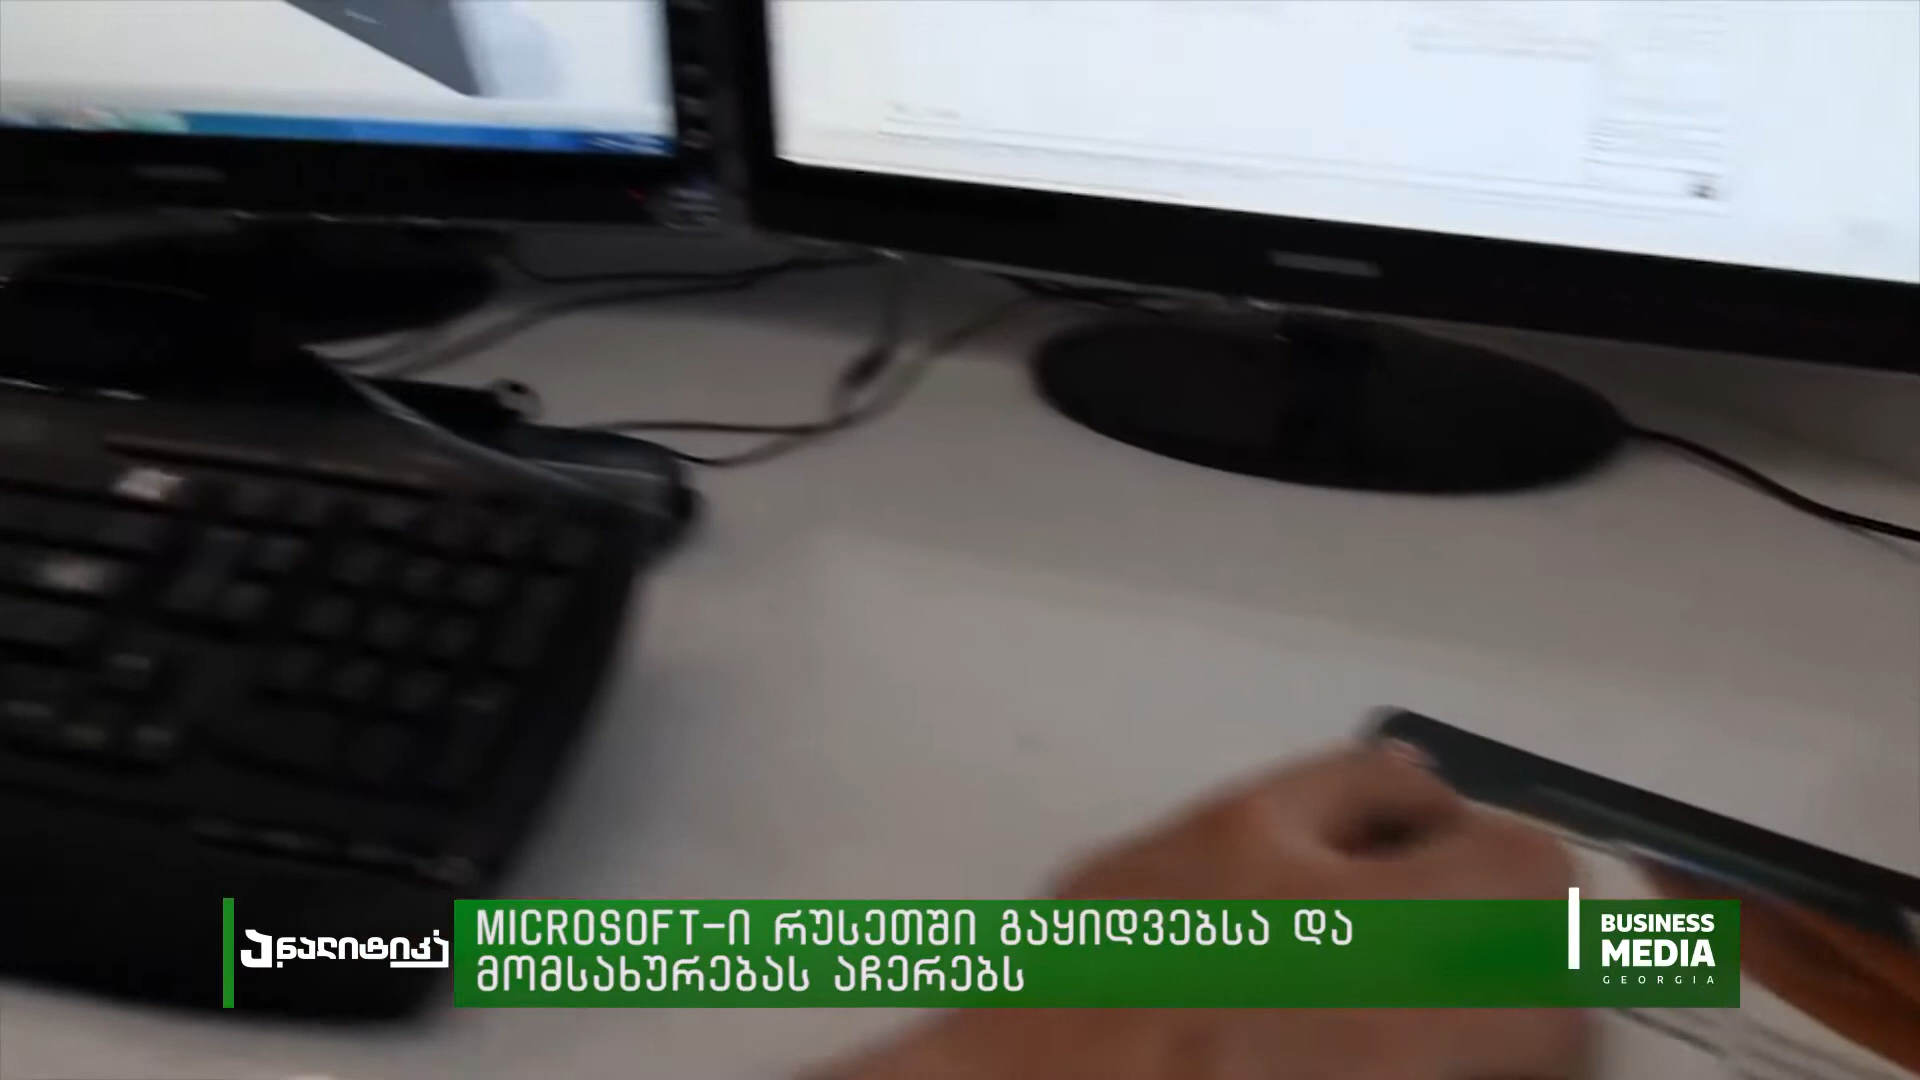 ანალიტიკა
MICROSOFT-ი რუსეთში გაყიდვებსა და
მომსახურებას აჩერებს
BUSINESS
MEDIA
GEORGIA